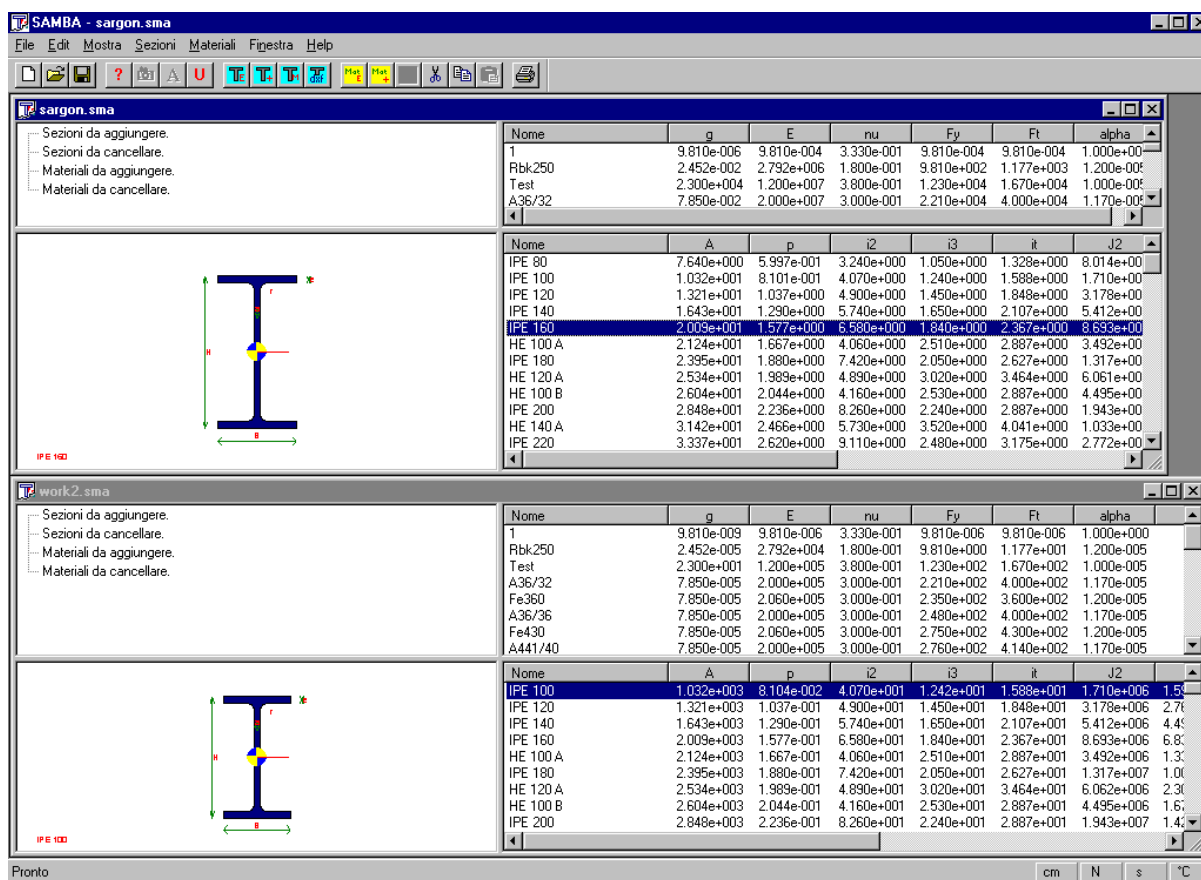 SAMBA - sargon.sma
File Edit Mostra Sezioni Materiali Finestra Help
? A U T E T+ T M T dxf Mat E Mat +
sargon.sma
Sezioni da aggiungere.
Sezioni da cancellare.
Materiali da aggiungere.
Materiali da cancellare.
Nome g E nu Fy Ft alpha
1 9.810e-006 9.810e-004 3.330e-001 9.810e-004 9.810e-004 1.000e+00
Rbk250 2.452e-002 2.792e+006 1.800e-001 9.810e+002 1.177e+003 1.200e-005
Test 2.300e+004 1.200e+007 3.800e-001 1.230e+004 1.670e+004 1.000e-005
A36/32 7.850e-002 2.000e+007 3.000e-001 2.210e+004 4.000e+004 1.170e-005
Nome A p i2 i3 it J2
IPE 80 7.640e+000 5.997e-001 3.240e+000 1.050e+000 1.328e+000 8.014e+00
IPE 100 1.032e+001 8.101e-001 4.070e+000 1.240e+000 1.588e+000 1.710e+00
IPE 120 1.321e+001 1.037e+000 4.900e+000 1.450e+000 1.848e+000 3.178e+00
IPE 140 1.643e+001 1.290e+000 5.740e+000 1.650e+000 2.107e+000 5.412e+00
IPE 160 2.009e+001 1.577e+000 6.580e+000 1.840e+000 2.367e+000 8.693e+00
HE 100 A 2.124e+001 1.667e+000 4.060e+000 2.510e+000 2.887e+000 3.492e+00
IPE 180 2.395e+001 1.880e+000 7.420e+000 2.050e+000 2.627e+000 1.317e+00
HE 120 A 2.534e+001 1.989e+000 4.890e+000 3.020e+000 3.464e+000 6.061e+00
HE 100 B 2.604e+001 2.044e+000 4.160e+000 2.530e+000 2.887e+000 4.495e+00
IPE 200 2.848e+001 2.236e+000 8.260e+000 2.240e+000 2.887e+000 1.943e+00
HE 140 A 3.142e+001 2.466e+000 5.730e+000 3.520e+000 4.041e+000 1.033e+00
IPE 220 3.337e+001 2.620e+000 9.110e+000 2.480e+000 3.175e+000 2.772e+00
r
H
B
IPE 160
work2.sma
Sezioni da aggiungere.
Sezioni da cancellare.
Materiali da aggiungere.
Materiali da cancellare.
Nome g E nu Fy Ft alpha
1 9.810e-009 9.810e-006 3.330e-001 9.810e-006 9.810e-006 1.000e+000
Rbk250 2.452e-005 2.792e+004 1.800e-001 9.810e+000 1.177e+001 1.200e-005
Test 2.300e+001 1.200e+005 3.800e-001 1.230e+002 1.670e+002 1.000e-005
A36/32 7.850e-005 2.000e+005 3.000e-001 2.210e+002 4.000e+002 1.170e-005
Fe360 7.850e-005 2.060e+005 3.000e-001 2.350e+002 3.600e+002 1.200e-005
A36/36 7.850e-005 2.000e+005 3.000e-001 2.480e+002 4.000e+002 1.170e-005
Fe430 7.850e-005 2.060e+005 3.000e-001 2.750e+002 4.300e+002 1.200e-005
A441/40 7.850e-005 2.000e+005 3.000e-001 2.760e+002 4.140e+002 1.170e-005
Nome A p i2 i3 it J2
IPE 100 1.032e+003 8.104e-002 4.070e+001 1.242e+001 1.588e+001 1.710e+006 1.59
IPE 120 1.321e+003 1.037e-001 4.900e+001 1.450e+001 1.848e+001 3.178e+006 2.76
IPE 140 1.643e+003 1.290e-001 5.740e+001 1.650e+001 2.107e+001 5.412e+006 4.49
IPE 160 2.009e+003 1.577e-001 6.580e+001 1.840e+001 2.367e+001 8.693e+006 6.83
HE 100 A 2.124e+003 1.667e-001 4.060e+001 2.510e+001 2.887e+001 3.492e+006 1.33
IPE 180 2.395e+003 1.880e-001 7.420e+001 2.050e+001 2.627e+001 1.317e+007 1.00
HE 120 A 2.534e+003 1.989e-001 4.890e+001 3.020e+001 3.464e+001 6.062e+006 2.30
HE 100 B 2.604e+003 2.044e-001 4.160e+001 2.530e+001 2.887e+001 4.495e+006 1.67
IPE 200 2.848e+003 2.236e-001 8.260e+001 2.240e+001 2.887e+001 1.943e+007 1.42
r
H
B
IPE 100
Pronto cm N s °C